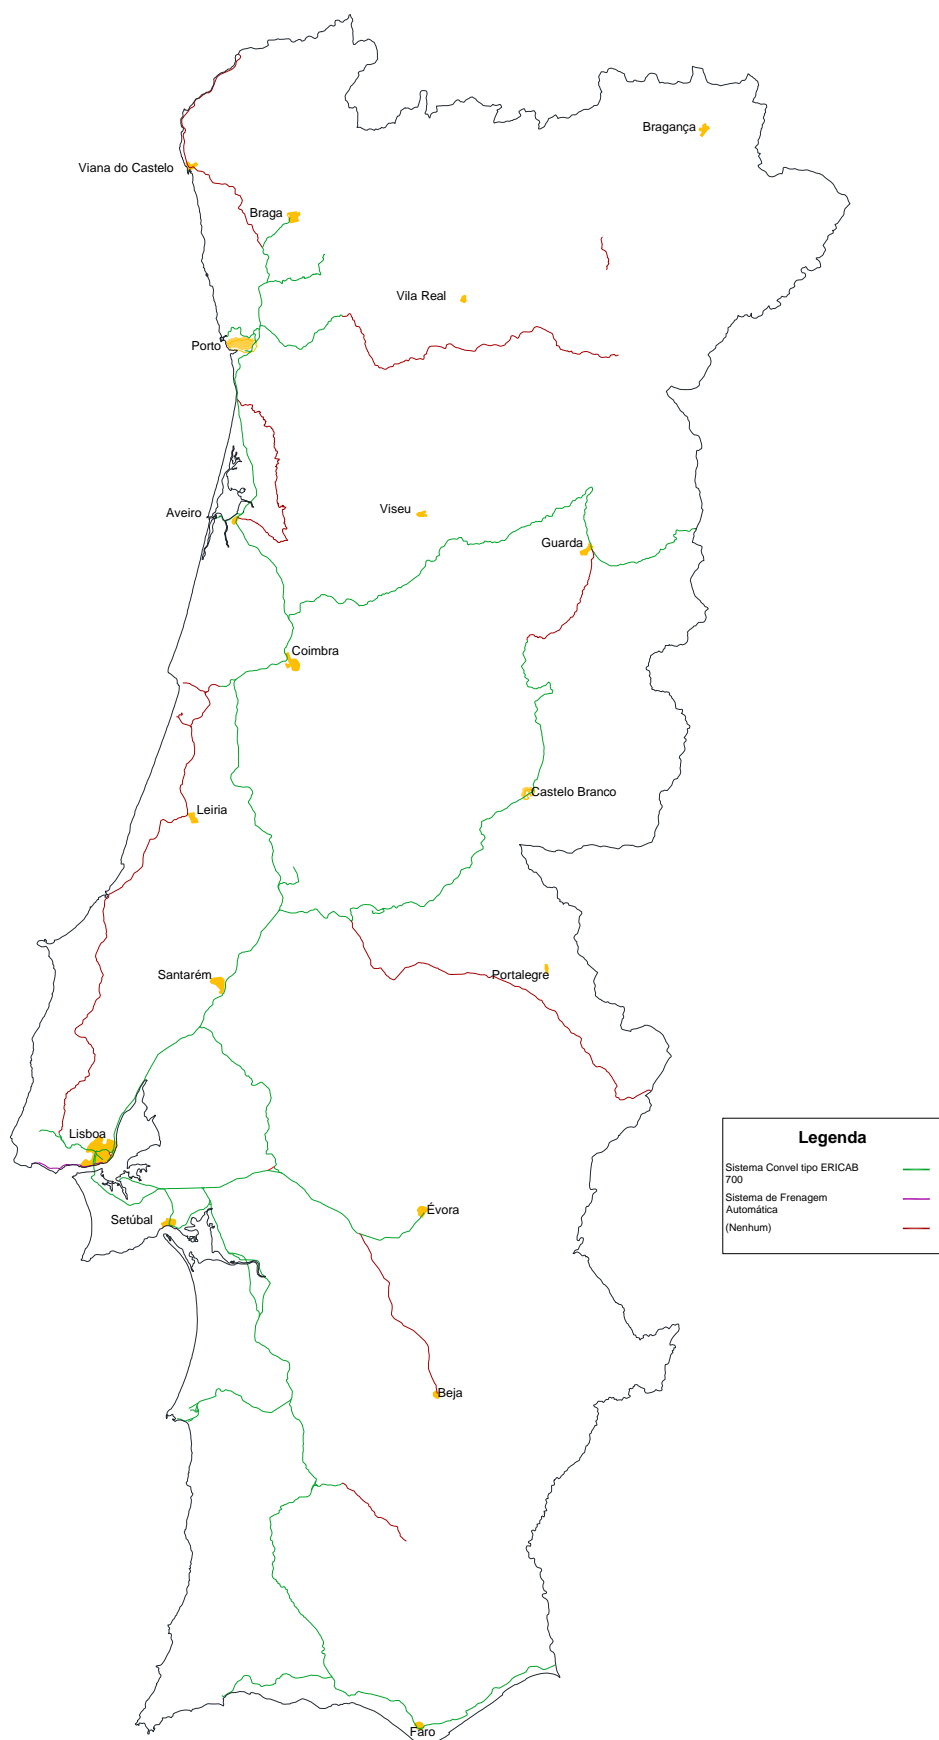 Bragança
Viana do Castelo
Braga
Vila Real
Porto
Viseu
Aveiro
Guarda
Coimbra
Castelo Branco
Leiria
Santarém
Portalegre
Lisboa
Legenda
Sistema Convel tipo ERICAB
700
Sistema de Frenagem
Automática
(Nenhum)
Évora
Setúbal
Beja
Faro